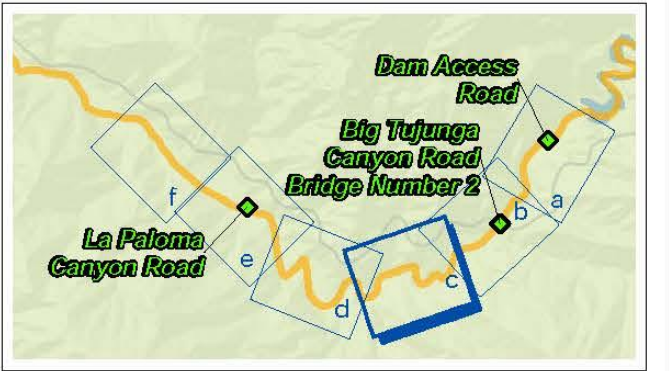 Dam Access
Road
Big Tujunga
Canyon Road
Bridge Number 2
a
b
f
La Paloma
Canyon Road
e
c
d